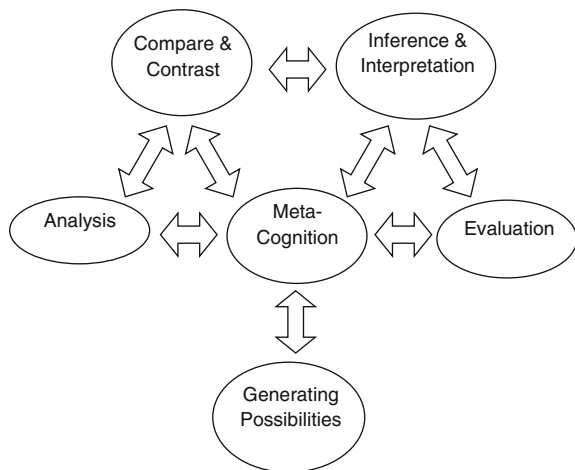 Compare &
Contrast
Inference &
Interpretation
Analysis
Meta-
Cognition
Evaluation
Generating
Possibilities